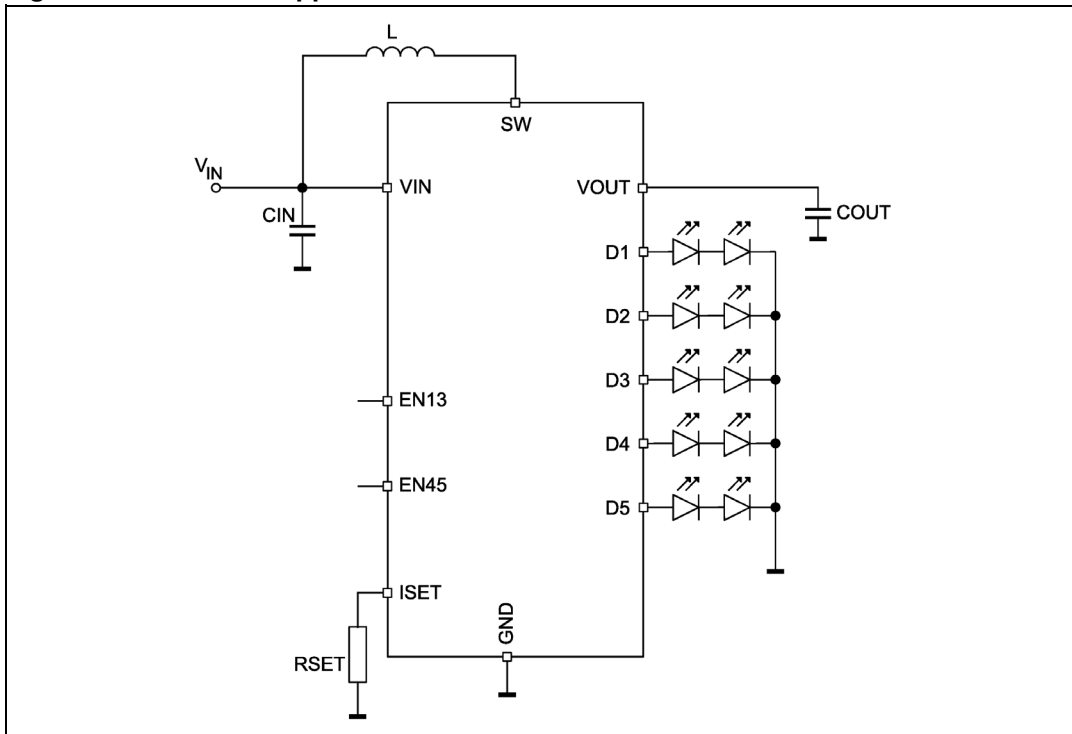 L
SW
VIN
VIN
VOUT
CIN
COUT
D1
D2
D3
EN13
D4
EN45
D5
ISET
GND
RSET